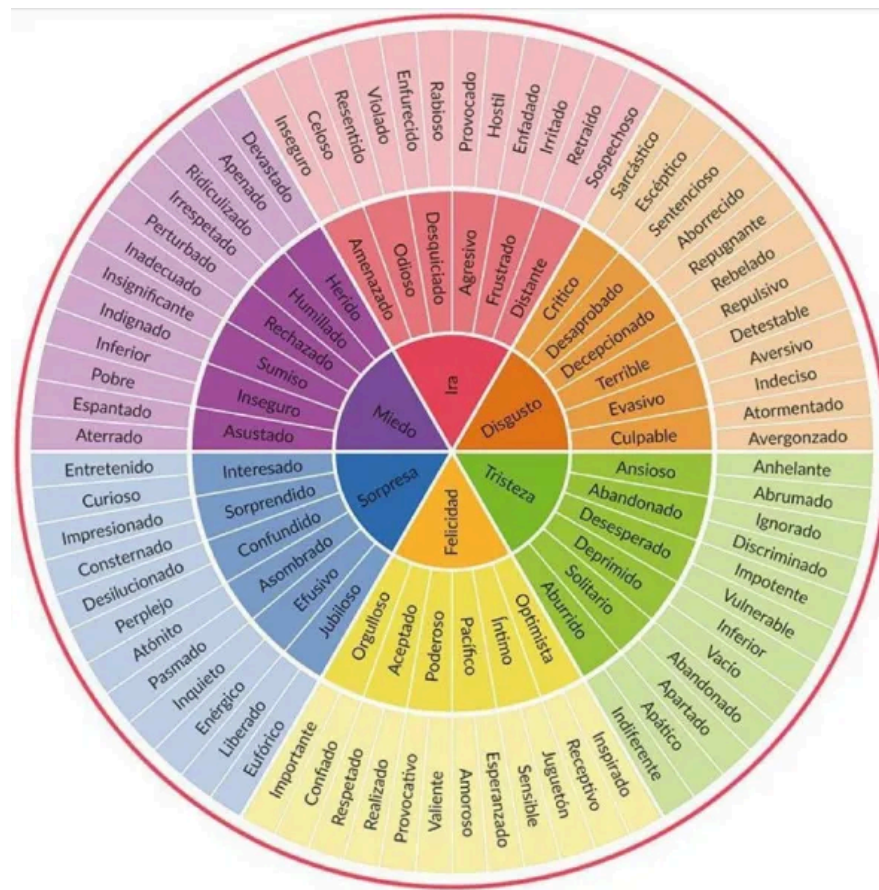 Ira
Amenazado
Odioso
Desquiciado
Agresivo
Frustrado
Distante
Inseguro
Celoso
Resentido
Violado
Enfurecido
Rabioso
Provocado
Hostil
Enfadado
Irritado
Retraído
Sospechoso
Disgusto
Crítico
Desaprobado
Decepcionado
Terrible
Evasivo
Culpable
Sarcástico
Escéptico
Sentencioso
Aborrecido
Repugnante
Rebelado
Repulsivo
Detestable
Aversivo
Indeciso
Atormentado
Avergonzado
Tristeza
Ansioso
Abandonado
Desesperado
Deprimido
Solitario
Aburrido
Anhelante
Abrumado
Ignorado
Discriminado
Impotente
Vulnerable
Inferior
Vacío
Abandonado
Apartado
Apático
Indiferente
Felicidad
Optimista
Íntimo
Pacífico
Poderoso
Aceptado
Orgulloso
Inspirado
Receptivo
Juguetón
Sensible
Esperanzado
Amoroso
Valiente
Provocativo
Realizado
Respetado
Confiado
Importante
Sorpresa
Jubiloso
Efusivo
Asombrado
Confundido
Sorprendido
Interesado
Eufórico
Liberado
Enérgico
Inquieto
Pasmado
Atónito
Perplejo
Desilucionado
Consternado
Impresionado
Curioso
Entretenido
Miedo
Asustado
Inseguro
Sumiso
Rechazado
Humillado
Herido
Aterrado
Espantado
Pobre
Inferior
Indignado
Insignificante
Inadecuado
Perturbado
Irrespetado
Ridiculizado
Apenado
Devastado